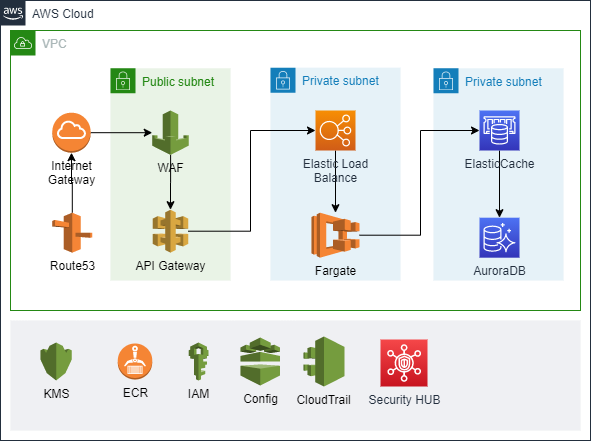 aws
AWS Cloud
VPC
Public subnet
Private subnet
Private subnet
Internet
Gateway
WAF
Elastic Load
Balance
ElasticCache
Route53
API Gateway
Fargate
AuroraDB
KMS
ECR
IAM
Config
CloudTrail
Security HUB